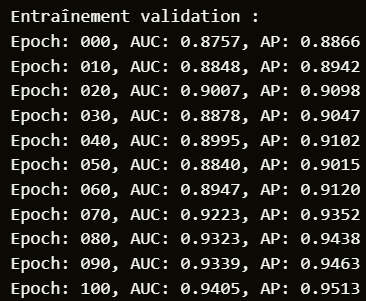 Entraînement validation :
Epoch: 000, AUC: 0.8757, AP: 0.8866
Epoch: 010, AUC: 0.8848, AP: 0.8942
Epoch: 020, AUC: 0.9007, AP: 0.9098
Epoch: 030, AUC: 0.8878, AP: 0.9047
Epoch: 040, AUC: 0.8995, AP: 0.9102
Epoch: 050, AUC: 0.8840, AP: 0.9015
Epoch: 060, AUC: 0.8947, AP: 0.9120
Epoch: 070, AUC: 0.9223, AP: 0.9352
Epoch: 080, AUC: 0.9323, AP: 0.9438
Epoch: 090, AUC: 0.9339, AP: 0.9463
Epoch: 100, AUC: 0.9405, AP: 0.9513